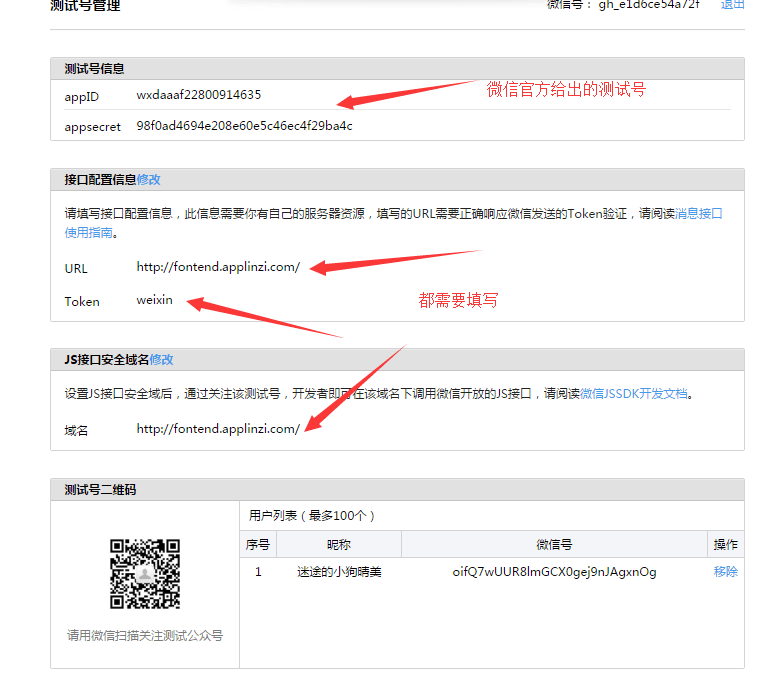 测试号管理
微信号： gh_e1d6ce54a72f 退出
测试号信息
appID wxdaaaf22800914635
微信官方给出的测试号
appsecret 98f0ad4694e208e60e5c46ec4f29ba4c
接口配置信息修改
请填写接口配置信息，此信息需要你有自己的服务器资源，填写的URL需要正确响应微信发送的Token验证，请阅读消息接口
使用指南。
URL http://fontend.applinzi.com/
Token weixin
都需要填写
JS接口安全域名修改
设置JS接口安全域后，通过关注该测试号，开发者即可在该域名下调用微信开放的JS接口，请阅读微信JSSDK开发文档。
域名 http://fontend.applinzi.com/
测试号二维码
用户列表（最多100个）
序号 昵称 微信号 操作
1 迷途的小狗晴美 oifQ7wUUR8lmGCX0gej9nJAgxnOg 移除
请用微信扫描关注测试公众号